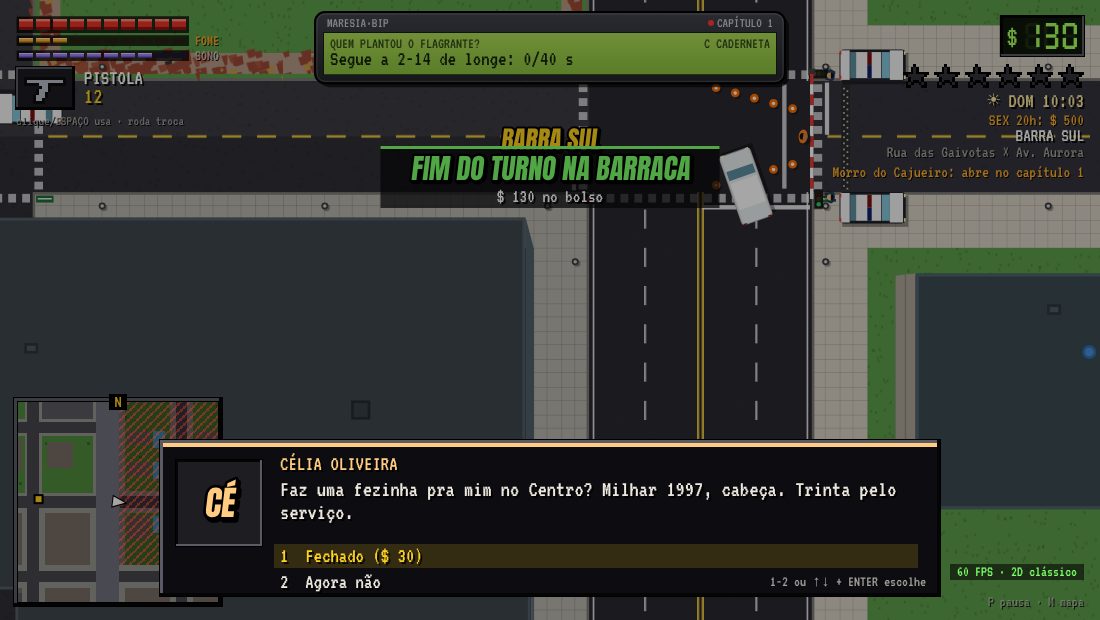 MARESIA·BIP
CAPÍTULO 1
QUEM PLANTOU O FLAGRANTE?
C CADERNETA
Segue a 2-14 de longe: 0/40 s
FOME
SONO
PISTOLA
12
clique/ESPAÇO usa · roda troca
$ 130
DOM 10:03
SEX 20h: $ 500
BARRA SUL
Rua das Gaivotas X Av. Aurora
Morro do Cajueiro: abre no capítulo 1
BARRA SUL
FIM DO TURNO NA BARRACA
$ 130 no bolso
N
CÉ
CÉLIA OLIVEIRA
Faz uma fezinha pra mim no Centro? Milhar 1997, cabeça. Trinta pelo
serviço.
1 Fechado ($ 30)
2 Agora não
1-2 ou ↑↓ + ENTER escolhe
60 FPS · 2D clássico
P pausa · M mapa